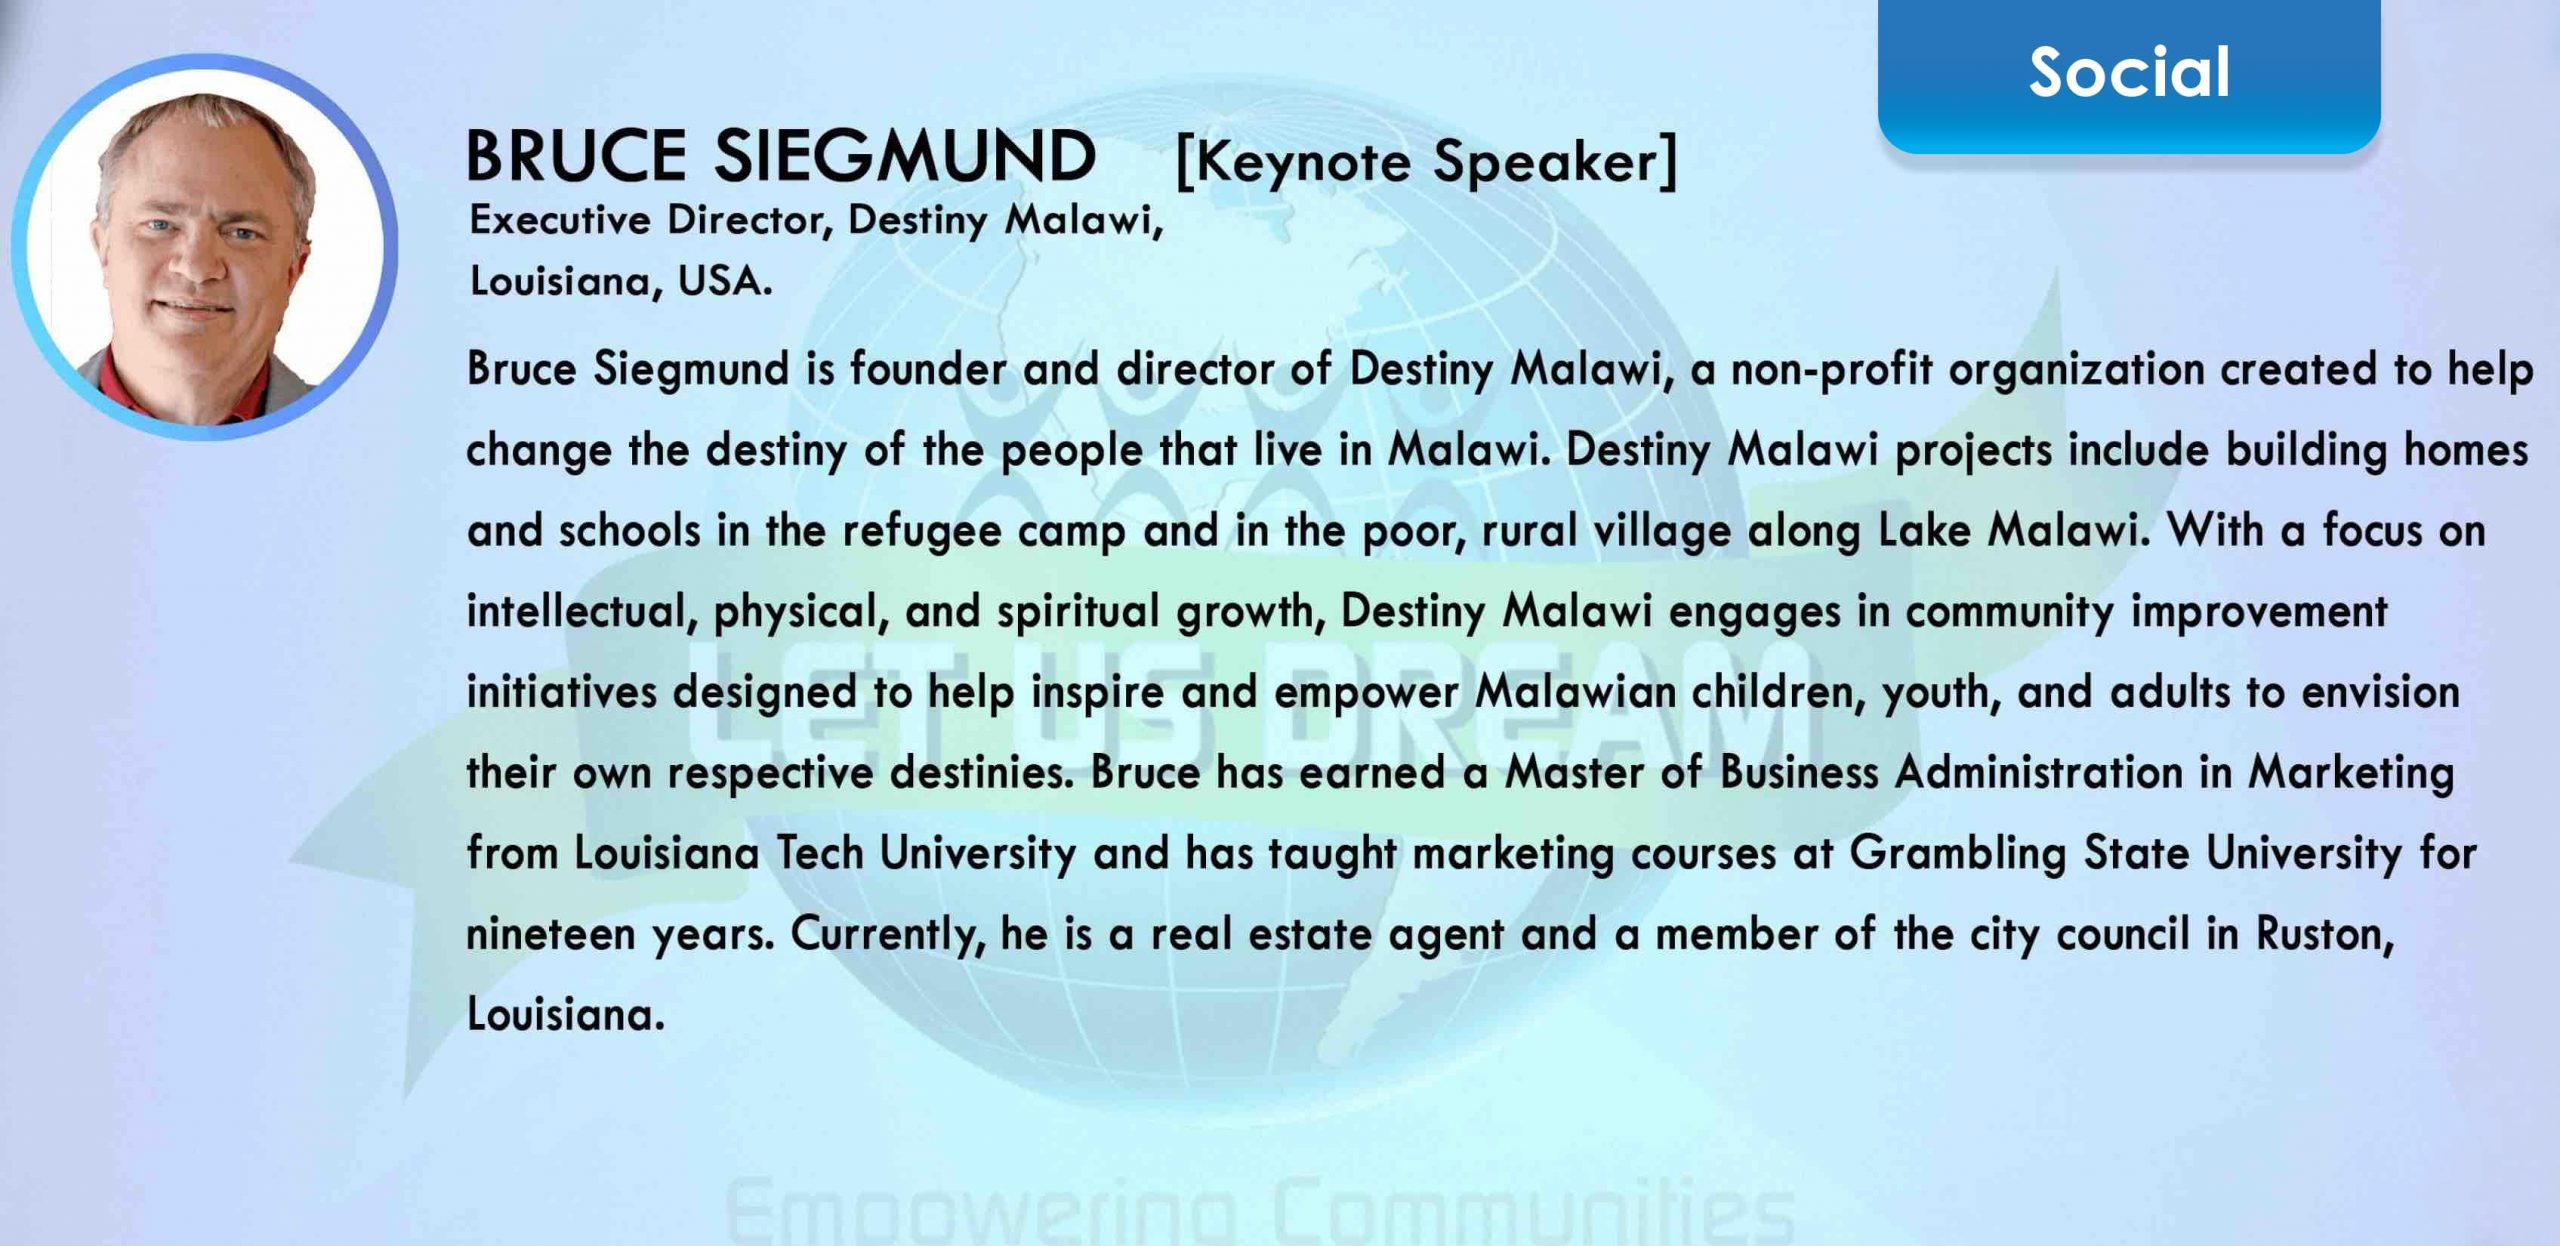 Social
BRUCE SIEGMUND [Keynote Speaker]
Executive Director, Destiny Malawi,
Louisiana, USA.
Bruce Siegmund is founder and director of Destiny Malawi, a non-profit organization created to help
change the destiny of the people that live in Malawi. Destiny Malawi projects include building homes
and schools in the refugee camp and in the poor, rural village along Lake Malawi. With a focus on
intellectual, physical, and spiritual growth, Destiny Malawi engages in community improvement
initiatives designed to help inspire and empower Malawian children, youth, and adults to envision
their own respective destinies. Bruce has earned a Master of Business Administration in Marketing
from Louisiana Tech University and has taught marketing courses at Grambling State University for
nineteen years. Currently, he is a real estate agent and a member of the city council in Ruston,
Louisiana.
LET US DREAM
Empowering Communities